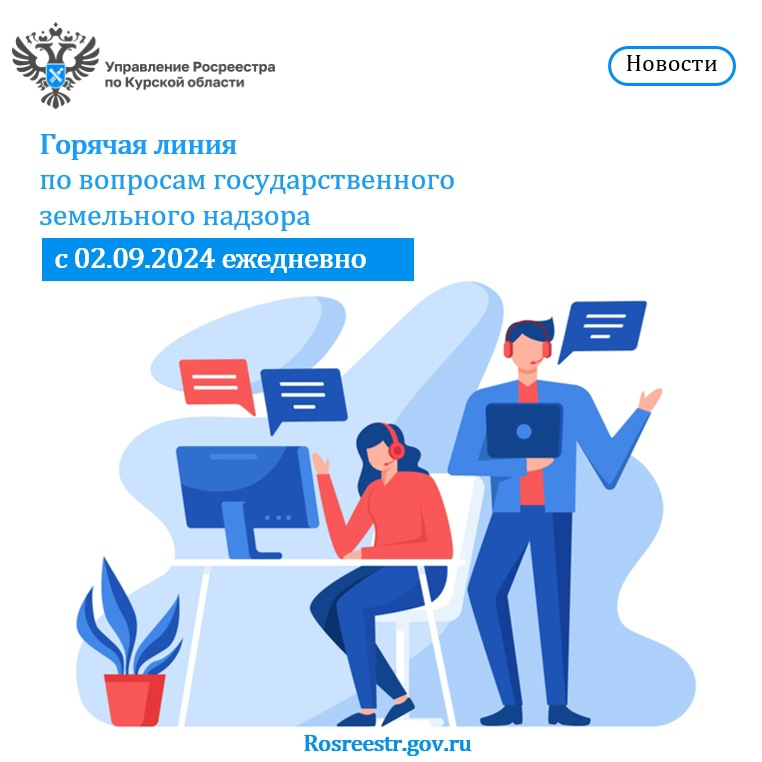 Управление Росреестра
по Курской области
Новости
Горячая линия
по вопросам государственного
земельного надзора
с 02.09.2024 ежедневно
Rosreestr.gov.ru